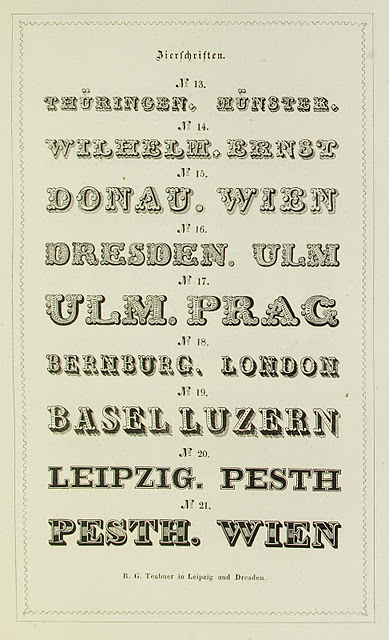 Zierschriften.
№ 13.
THÜRINGEN. MÜNSTER.
№ 14.
WILHELM. ERNST
№ 15.
DONAU. WIEN
№ 16.
DRESDEN. ULM
№ 17.
ULM. PRAG
№ 18.
BERNBURG. LONDON
№ 19.
BASEL LUZERN
№ 20.
LEIPZIG. PESTH
№ 21.
PESTH. WIEN
B. G. Teubner in Leipzig und Dresden.